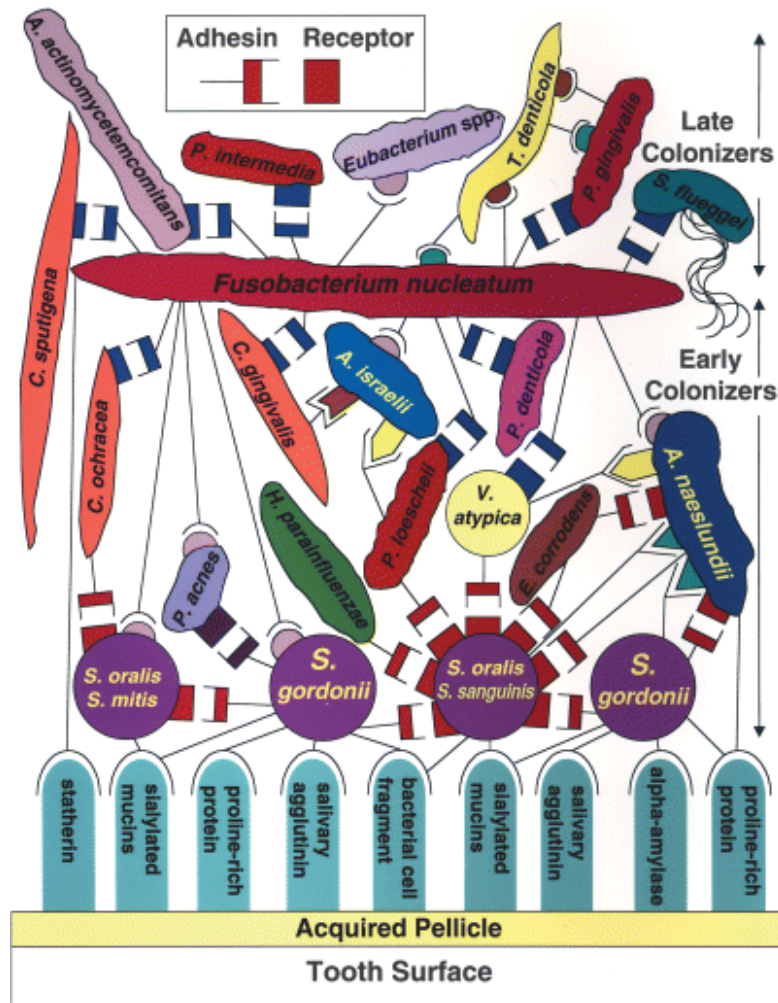 Adhesin Receptor
A. actinomycetemcomitans
P. intermedia
Eubacterium spp.
T. denticola
P. gingivalis
Late
Colonizers
S. flueggei
Fusobacterium nucleatum
C. sputigena
C. ochracea
C. gingivalis
A. israelii
P. denticola
Early
Colonizers
P. loescheii
V.
atypica
E. corrodens
A. naeslundii
H. parainfluenzae
P. acnes
S. oralis
S. mitis
S.
gordonii
S. oralis
S. sanguinis
S.
gordonii
statherin
sialylated
mucins
proline-rich
protein
salivary
agglutinin
bacterial cell
fragment
sialylated
mucins
salivary
agglutinin
alpha-amylase
proline-rich
protein
Acquired Pellicle
Tooth Surface